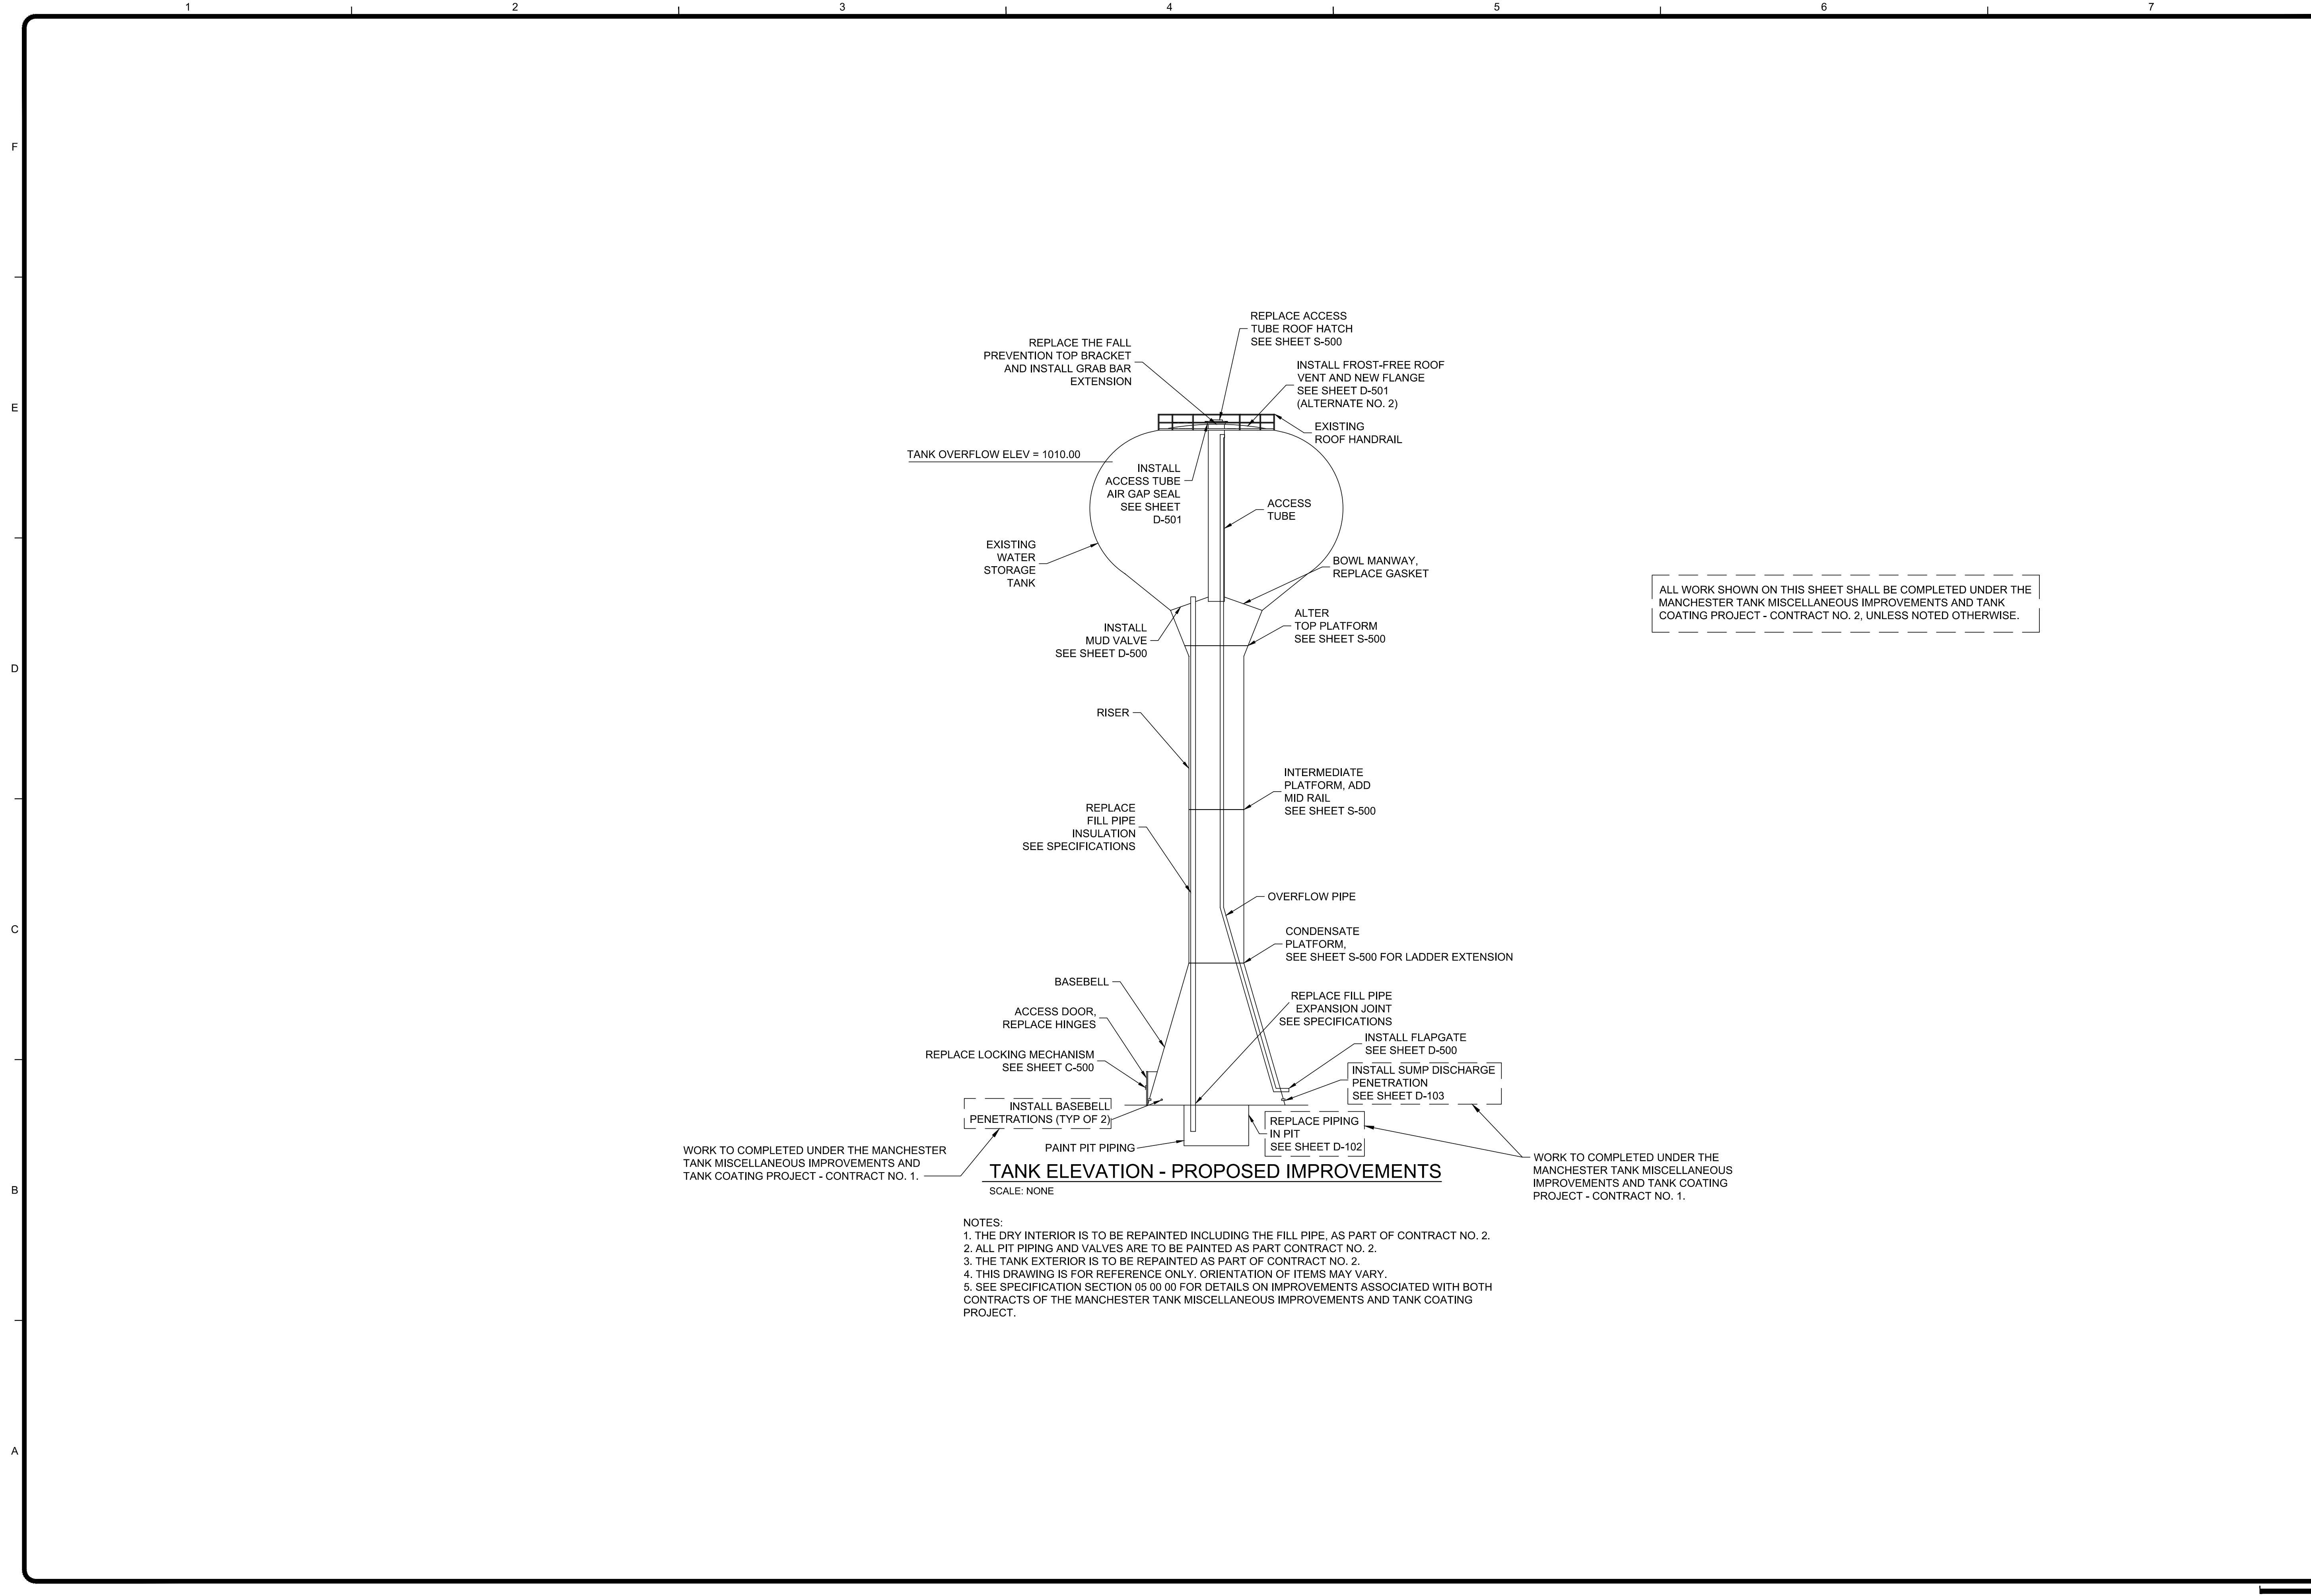 1 2 3 4 5 6 7
F
E
D
C
B
A
REPLACE ACCESS
TUBE ROOF HATCH
SEE SHEET S-500
REPLACE THE FALL
PREVENTION TOP BRACKET
AND INSTALL GRAB BAR
EXTENSION
INSTALL FROST-FREE ROOF
VENT AND NEW FLANGE
SEE SHEET D-501
(ALTERNATE NO. 2)
EXISTING
ROOF HANDRAIL
TANK OVERFLOW ELEV = 1010.00
INSTALL
ACCESS TUBE
AIR GAP SEAL
SEE SHEET
D-501
ACCESS
TUBE
EXISTING
WATER
STORAGE
TANK
BOWL MANWAY,
REPLACE GASKET
ALL WORK SHOWN ON THIS SHEET SHALL BE COMPLETED UNDER THE
MANCHESTER TANK MISCELLANEOUS IMPROVEMENTS AND TANK
COATING PROJECT - CONTRACT NO. 2, UNLESS NOTED OTHERWISE.
ALTER
TOP PLATFORM
SEE SHEET S-500
INSTALL
MUD VALVE
SEE SHEET D-500
RISER
INTERMEDIATE
PLATFORM, ADD
MID RAIL
SEE SHEET S-500
REPLACE
FILL PIPE
INSULATION
SEE SPECIFICATIONS
OVERFLOW PIPE
CONDENSATE
PLATFORM,
SEE SHEET S-500 FOR LADDER EXTENSION
BASEBELL
REPLACE FILL PIPE
EXPANSION JOINT
SEE SPECIFICATIONS
ACCESS DOOR,
REPLACE HINGES
INSTALL FLAPGATE
SEE SHEET D-500
REPLACE LOCKING MECHANISM
SEE SHEET C-500
INSTALL SUMP DISCHARGE
PENETRATION
SEE SHEET D-103
INSTALL BASEBELL
PENETRATIONS (TYP OF 2)
REPLACE PIPING
IN PIT
SEE SHEET D-102
PAINT PIT PIPING
WORK TO COMPLETED UNDER THE MANCHESTER
TANK MISCELLANEOUS IMPROVEMENTS AND
TANK COATING PROJECT - CONTRACT NO. 1.
WORK TO COMPLETED UNDER THE
MANCHESTER TANK MISCELLANEOUS
IMPROVEMENTS AND TANK COATING
PROJECT - CONTRACT NO. 1.
TANK ELEVATION - PROPOSED IMPROVEMENTS
SCALE: NONE
NOTES:
1. THE DRY INTERIOR IS TO BE REPAINTED INCLUDING THE FILL PIPE, AS PART OF CONTRACT NO. 2.
2. ALL PIT PIPING AND VALVES ARE TO BE PAINTED AS PART CONTRACT NO. 2.
3. THE TANK EXTERIOR IS TO BE REPAINTED AS PART OF CONTRACT NO. 2.
4. THIS DRAWING IS FOR REFERENCE ONLY. ORIENTATION OF ITEMS MAY VARY.
5. SEE SPECIFICATION SECTION 05 00 00 FOR DETAILS ON IMPROVEMENTS ASSOCIATED WITH BOTH
CONTRACTS OF THE MANCHESTER TANK MISCELLANEOUS IMPROVEMENTS AND TANK COATING
PROJECT.